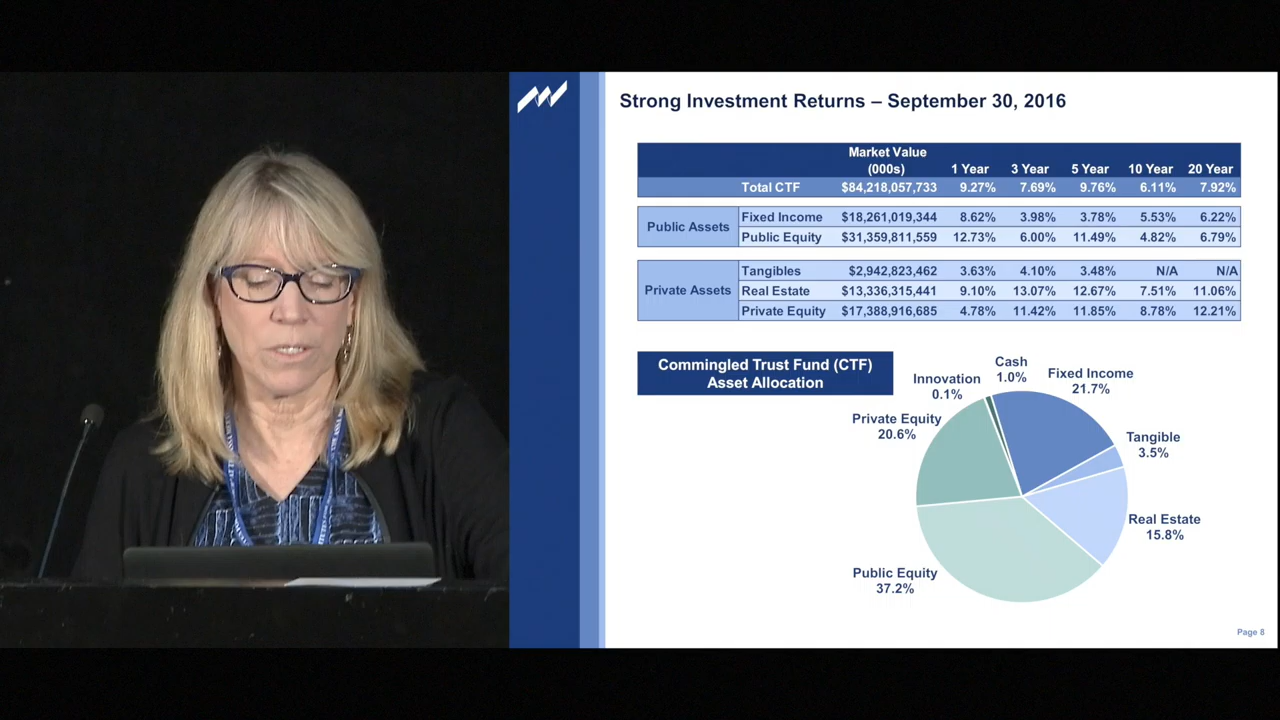 Strong Investment Returns – September 30, 2016
Market Value
(000s) 1 Year 3 Year 5 Year 10 Year 20 Year
Total CTF $84,218,057,733 9.27% 7.69% 9.76% 6.11% 7.92%
Public Assets
Fixed Income $18,261,019,344 8.62% 3.98% 3.78% 5.53% 6.22%
Public Equity $31,359,811,559 12.73% 6.00% 11.49% 4.82% 6.79%
Private Assets
Tangibles $2,942,823,462 3.63% 4.10% 3.48% N/A N/A
Real Estate $13,336,315,441 9.10% 13.07% 12.67% 7.51% 11.06%
Private Equity $17,388,916,685 4.78% 11.42% 11.85% 8.78% 12.21%
Commingled Trust Fund (CTF)
Asset Allocation
Cash
1.0%
Innovation
0.1%
Fixed Income
21.7%
Private Equity
20.6%
Tangible
3.5%
Real Estate
15.8%
Public Equity
37.2%
Page 8